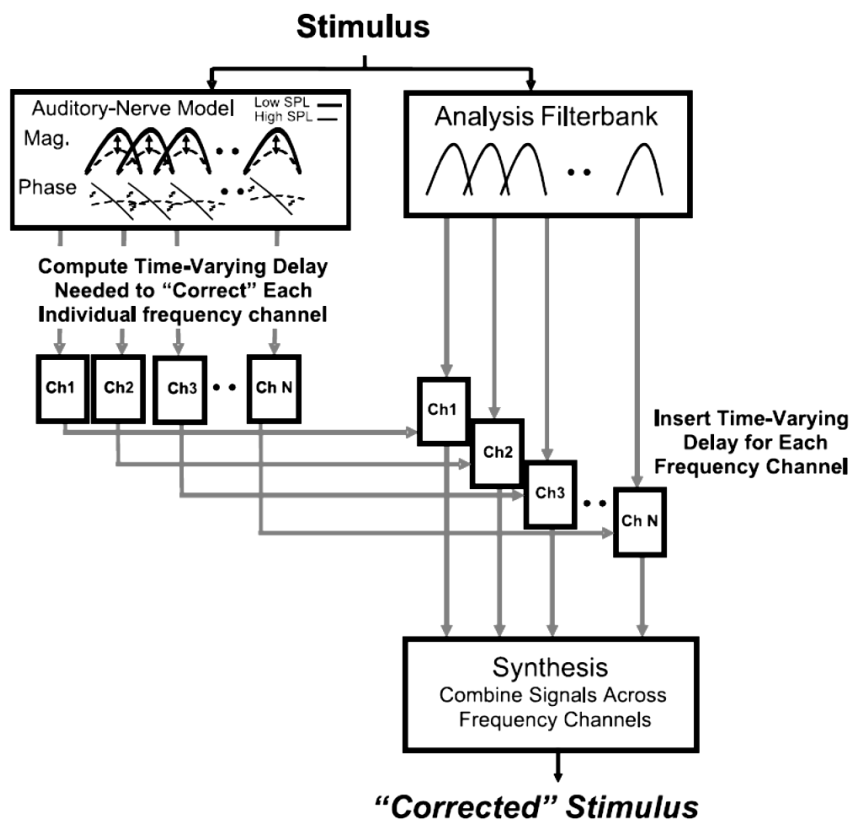 Stimulus
Auditory-Nerve Model
Low SPL
High SPL
Mag.
Phase
Analysis Filterbank
Compute Time-Varying Delay
Needed to “Correct” Each
Individual frequency channel
Ch1
Ch2
Ch3
Ch N
Ch1
Ch2
Ch3
Ch N
Insert Time-Varying
Delay for Each
Frequency Channel
Synthesis
Combine Signals Across
Frequency Channels
“Corrected” Stimulus